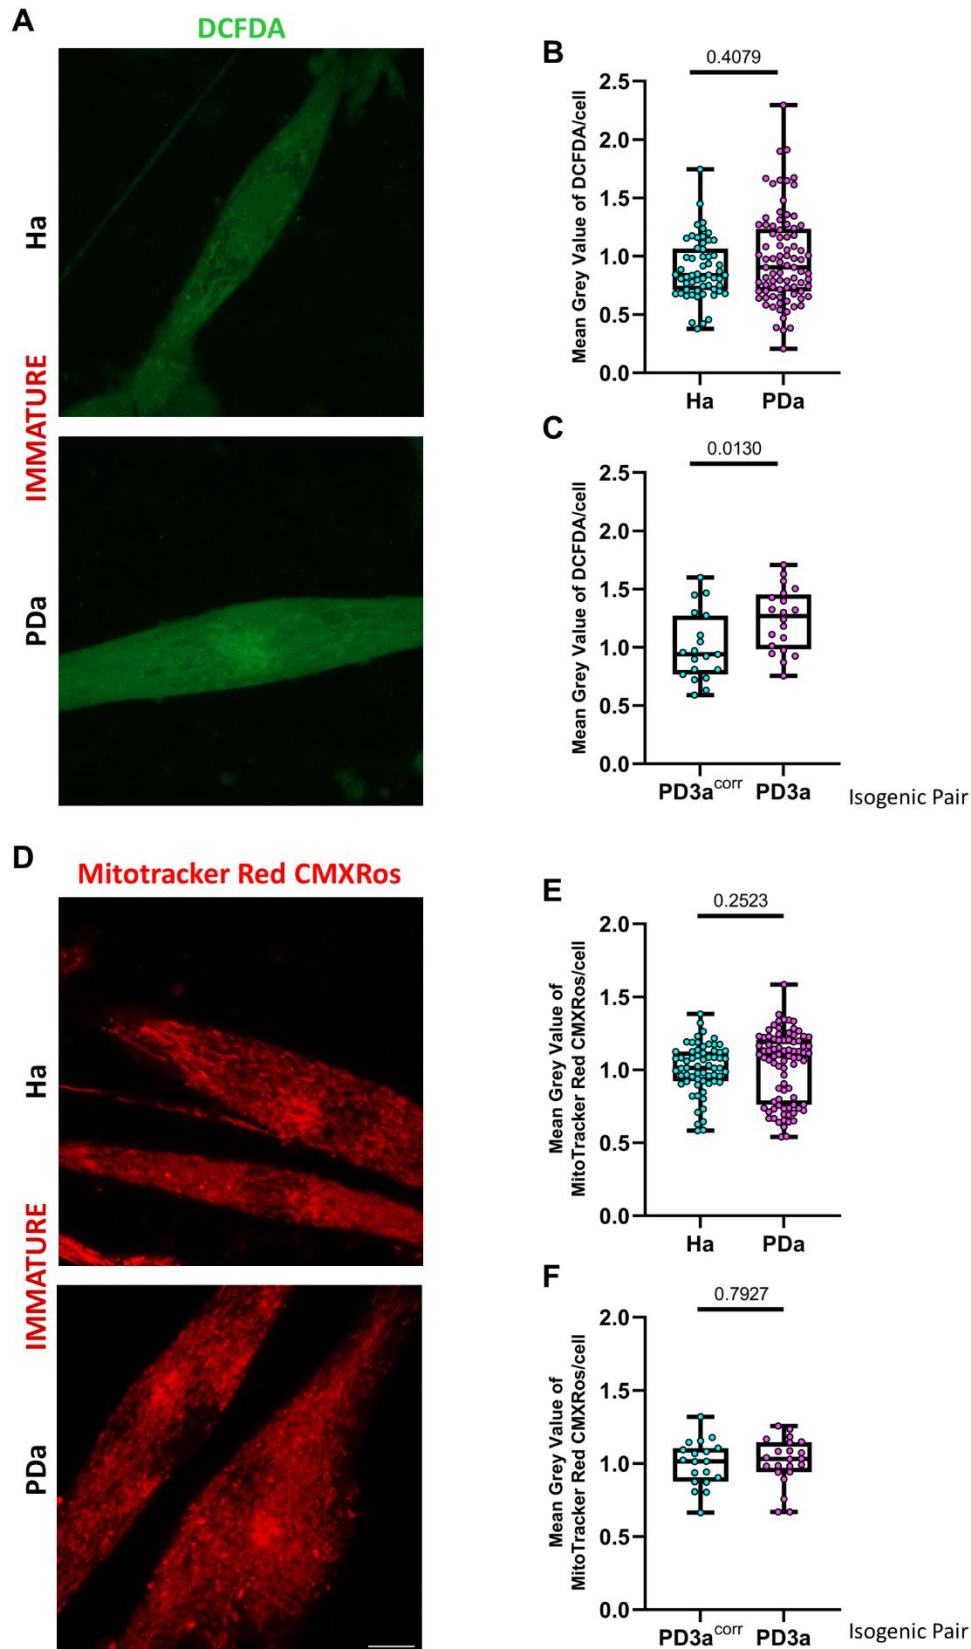 A
DCFDA
Ha
IMMATURE
PDa
B
0.4079
Mean Grey Value of DCFDA/cell
2.5
2.0
1.5
1.0
0.5
0.0
Ha PDa
C
0.0130
Mean Grey Value of DCFDA/cell
2.5
2.0
1.5
1.0
0.5
0.0
PD3acorr PD3a Isogenic Pair
D
Mitotracker Red CMXRos
Ha
IMMATURE
PDa
E
0.2523
Mean Grey Value of
MitoTracker Red CMXRos/cell
2.0
1.5
1.0
0.5
0.0
Ha PDa
F
0.7927
Mean Grey Value of
MitoTracker Red CMXRos/cell
2.0
1.5
1.0
0.5
0.0
PD3acorr PD3a Isogenic Pair